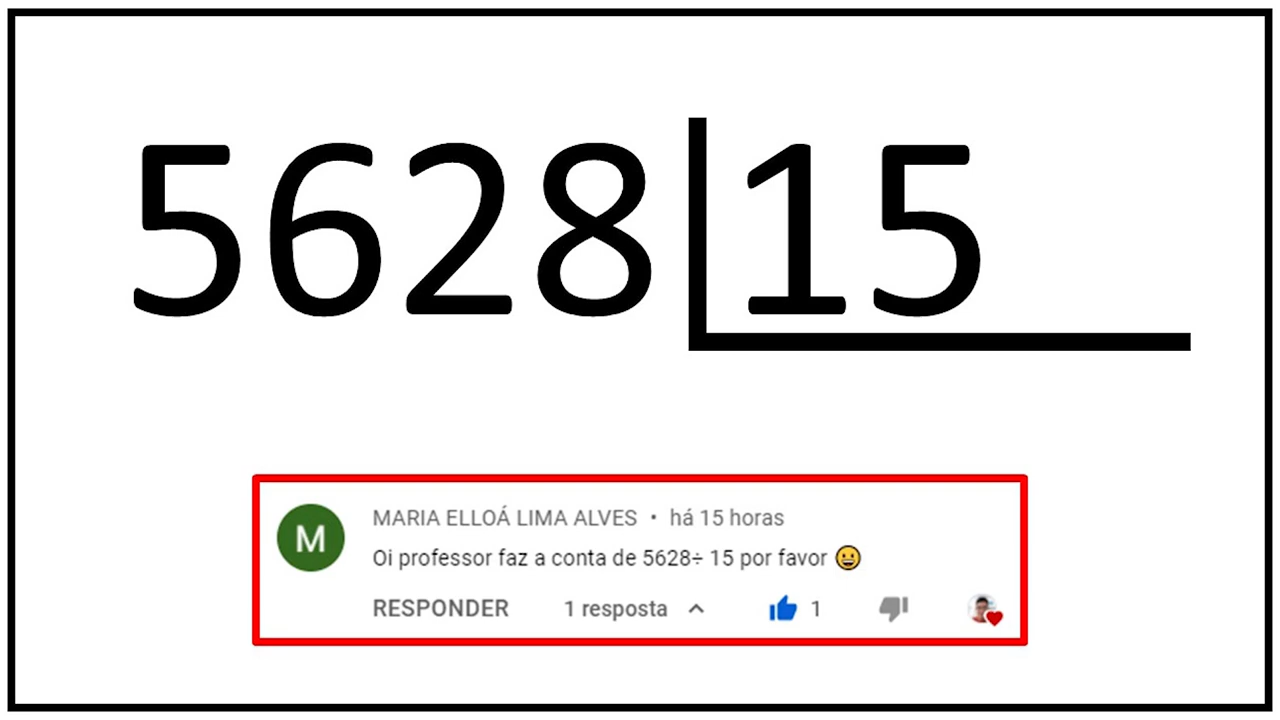 5628 15
M
MARIA ELLOÁ LIMA ALVES • há 15 horas
Oi professor faz a conta de 5628÷ 15 por favor 😀
RESPONDER 1 resposta 1